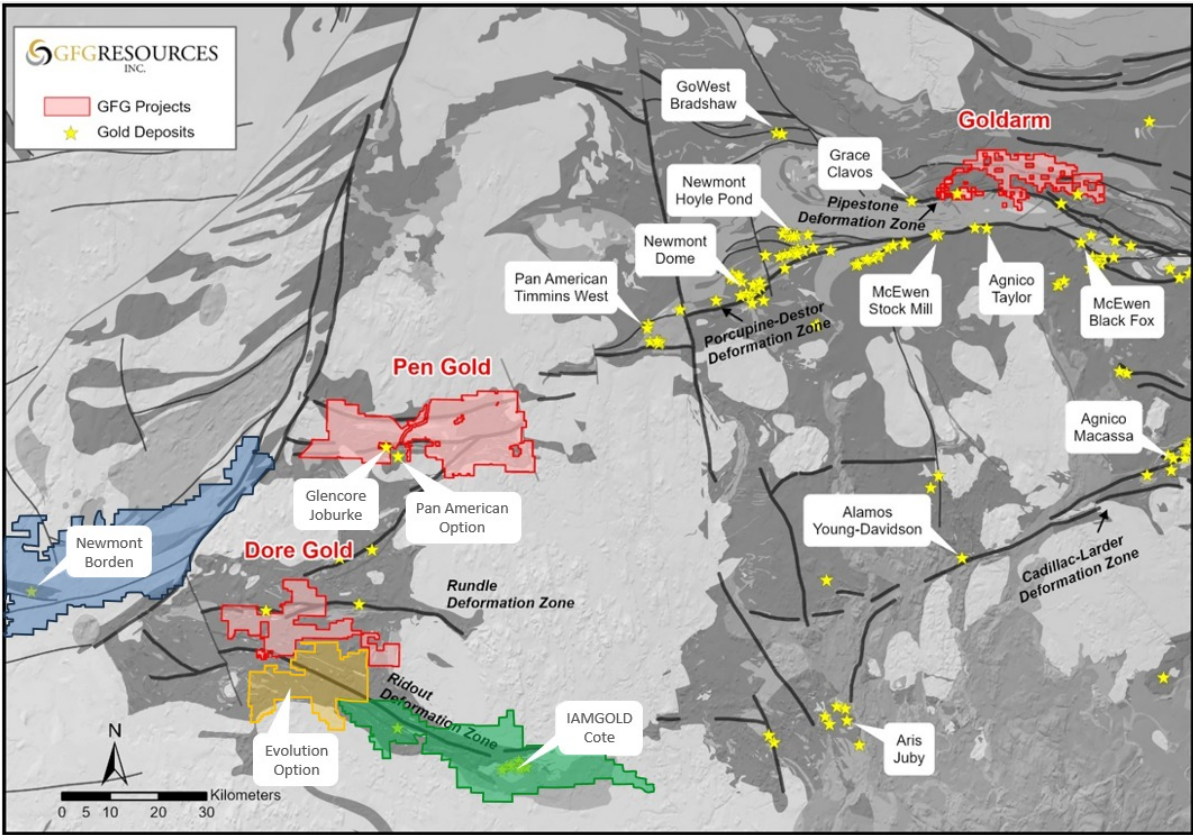 GFGRESOURCES
INC.
GFG Projects
Gold Deposits
GoWest
Bradshaw
Goldarm
Grace
Clavos
Newmont
Hoyle Pond
Pipestone
Deformation Zone
Newmont
Dome
Pan American
Timmins West
McEwen
Stock Mill
Agnico
Taylor
McEwen
Black Fox
Porcupine-Destor
Deformation Zone
Pen Gold
Agnico
Macassa
Glencore
Joburke
Pan American
Option
Alamos
Young-Davidson
Newmont
Borden
Dore Gold
Cadillac-Larder
Deformation Zone
Rundle
Deformation Zone
Ridout
Deformation Zone
IAMGOLD
Cote
Evolution
Option
Aris
Juby
N
Kilometers
0 5 10 20 30